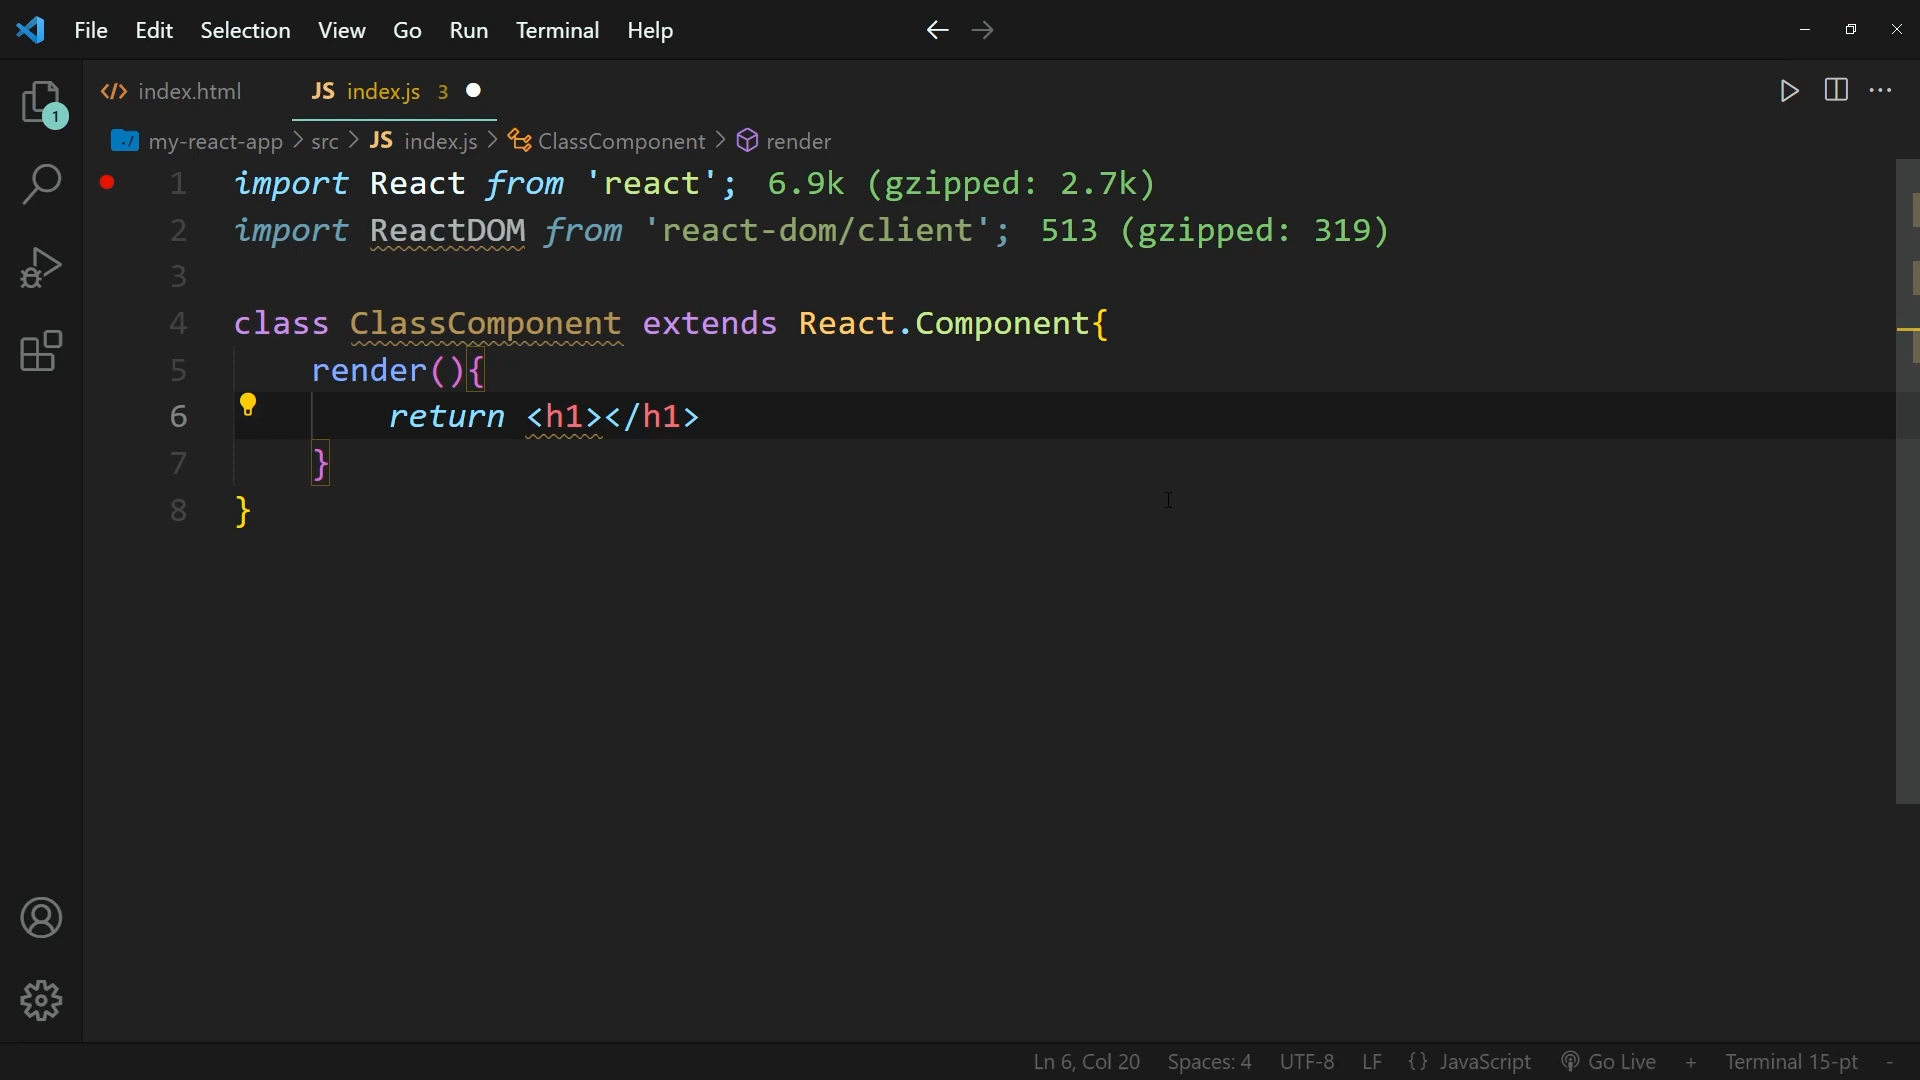 File Edit Selection View Go Run Terminal Help
</> index.html JS index.js 3
1
my-react-app > src > JS index.js > ClassComponent > render
1 import React from 'react'; 6.9k (gzipped: 2.7k)
2 import ReactDOM from 'react-dom/client'; 513 (gzipped: 319)
3
4 class ClassComponent extends React.Component{
5 render(){
6 return <h1></h1>
7 }
8 }
Ln 6, Col 20 Spaces: 4 UTF-8 LF {} JavaScript Go Live + Terminal 15-pt -